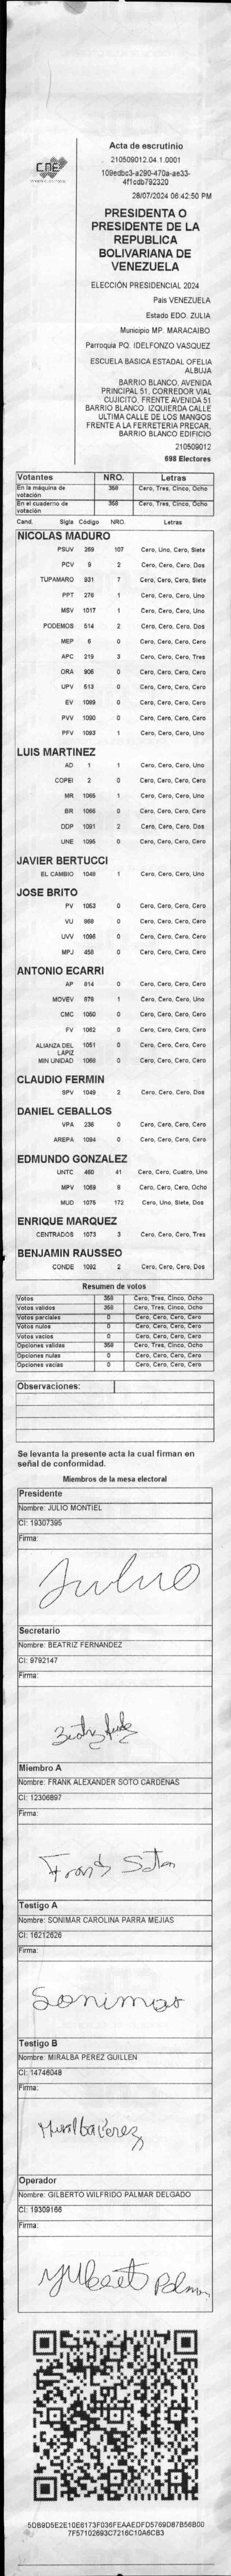 CNE
Acta de escrutinio
210509012.04.1.0001
109edbc3-a290-470a-ae33-
4f1cdb792320
28/07/2024 06:42:50 PM
PRESIDENTA O
PRESIDENTE DE LA
REPUBLICA
BOLIVARIANA DE
VENEZUELA
ELECCIÓN PRESIDENCIAL 2024
Pais VENEZUELA
Estado EDO. ZULIA
Municipio MP. MARACAIBO
Parroquia PQ. IDELFONZO VASQUEZ
ESCUELA BASICA ESTADAL OFELIA
ALBUJA
BARRIO BLANCO, AVENIDA
PRINCIPAL 51, CORREDOR VIAL
CUJICITO, FRENTE AVENIDA 51
BARRIO BLANCO. IZQUIERDA CALLE
ULTIMA CALLE DE LOS MANGOS
FRENTE A LA FERRETERIA PRECAR,
BARRIO BLANCO EDIFICIO
210509012
698 Electores
Votantes NRO. Letras
En la máquina de votación 358 Cero, Tres, Cinco, Ocho
En el cuaderno de votación 358 Cero, Tres, Cinco, Ocho
Cand. Sigla Código NRO. Letras
NICOLAS MADURO
PSUV 269 107 Cero, Uno, Cero, Siete
PCV 9 2 Cero, Cero, Cero, Dos
TUPAMARO 931 7 Cero, Cero, Cero, Siete
PPT 276 1 Cero, Cero, Cero, Uno
MSV 1017 1 Cero, Cero, Cero, Uno
PODEMOS 514 2 Cero, Cero, Cero, Dos
MEP 6 0 Cero, Cero, Cero, Cero
APC 219 3 Cero, Cero, Cero, Tres
ORA 906 0 Cero, Cero, Cero, Cero
UPV 513 0 Cero, Cero, Cero, Cero
EV 1089 0 Cero, Cero, Cero, Cero
PVV 1090 0 Cero, Cero, Cero, Cero
PFV 1093 1 Cero, Cero, Cero, Uno
LUIS MARTINEZ
AD 1 1 Cero, Cero, Cero, Uno
COPEI 2 0 Cero, Cero, Cero, Cero
MR 1065 1 Cero, Cero, Cero, Uno
BR 1066 0 Cero, Cero, Cero, Cero
DDP 1091 2 Cero, Cero, Cero, Dos
UNE 1095 0 Cero, Cero, Cero, Cero
JAVIER BERTUCCI
EL CAMBIO 1048 1 Cero, Cero, Cero, Uno
JOSE BRITO
PV 1053 0 Cero, Cero, Cero, Cero
VU 968 0 Cero, Cero, Cero, Cero
UVV 1096 0 Cero, Cero, Cero, Cero
MPJ 458 0 Cero, Cero, Cero, Cero
ANTONIO ECARRI
AP 814 0 Cero, Cero, Cero, Cero
MOVEV 879 1 Cero, Cero, Cero, Uno
CMC 1050 0 Cero, Cero, Cero, Cero
FV 1062 0 Cero, Cero, Cero, Cero
ALIANZA DEL LAPIZ 1051 0 Cero, Cero, Cero, Cero
MIN UNIDAD 1068 0 Cero, Cero, Cero, Cero
CLAUDIO FERMIN
SPV 1049 2 Cero, Cero, Cero, Dos
DANIEL CEBALLOS
VPA 236 0 Cero, Cero, Cero, Cero
AREPA 1094 0 Cero, Cero, Cero, Cero
EDMUNDO GONZALEZ
UNTC 460 41 Cero, Cero, Cuatro, Uno
MPV 1069 8 Cero, Cero, Cero, Ocho
MUD 1075 172 Cero, Uno, Siete, Dos
ENRIQUE MARQUEZ
CENTRADOS 1073 3 Cero, Cero, Cero, Tres
BENJAMIN RAUSSEO
CONDE 1092 2 Cero, Cero, Cero, Dos
Resumen de votos
Votos 358 Cero, Tres, Cinco, Ocho
Votos validos 358 Cero, Tres, Cinco, Ocho
Votos parciales 0 Cero, Cero, Cero, Cero
Votos nulos 0 Cero, Cero, Cero, Cero
Votos vacios 0 Cero, Cero, Cero, Cero
Opciones validas 358 Cero, Tres, Cinco, Ocho
Opciones nulas 0 Cero, Cero, Cero, Cero
Opciones vacias 0 Cero, Cero, Cero, Cero
Observaciones:
Se levanta la presente acta la cual firman en
señal de conformidad.
Miembros de la mesa electoral
Presidente
Nombre: JULIO MONTIEL
CI: 19307395
Firma:
Julio
Secretario
Nombre: BEATRIZ FERNANDEZ
CI: 9792147
Firma:
Miembro A
Nombre: FRANK ALEXANDER SOTO CARDENAS
CI: 12306897
Firma:
Testigo A
Nombre: SONIMAR CAROLINA PARRA MEJIAS
CI: 16212626
Firma:
Sonimar
Testigo B
Nombre: MIRALBA PEREZ GUILLEN
CI: 14746048
Firma:
Miralba Perez
Operador
Nombre: GILBERTO WILFRIDO PALMAR DELGADO
CI: 19309166
Firma:
5DB9D5E2E10E6173F036FEAAEDFD5769D87B56B00
7F57102693C7216C10A6CB3